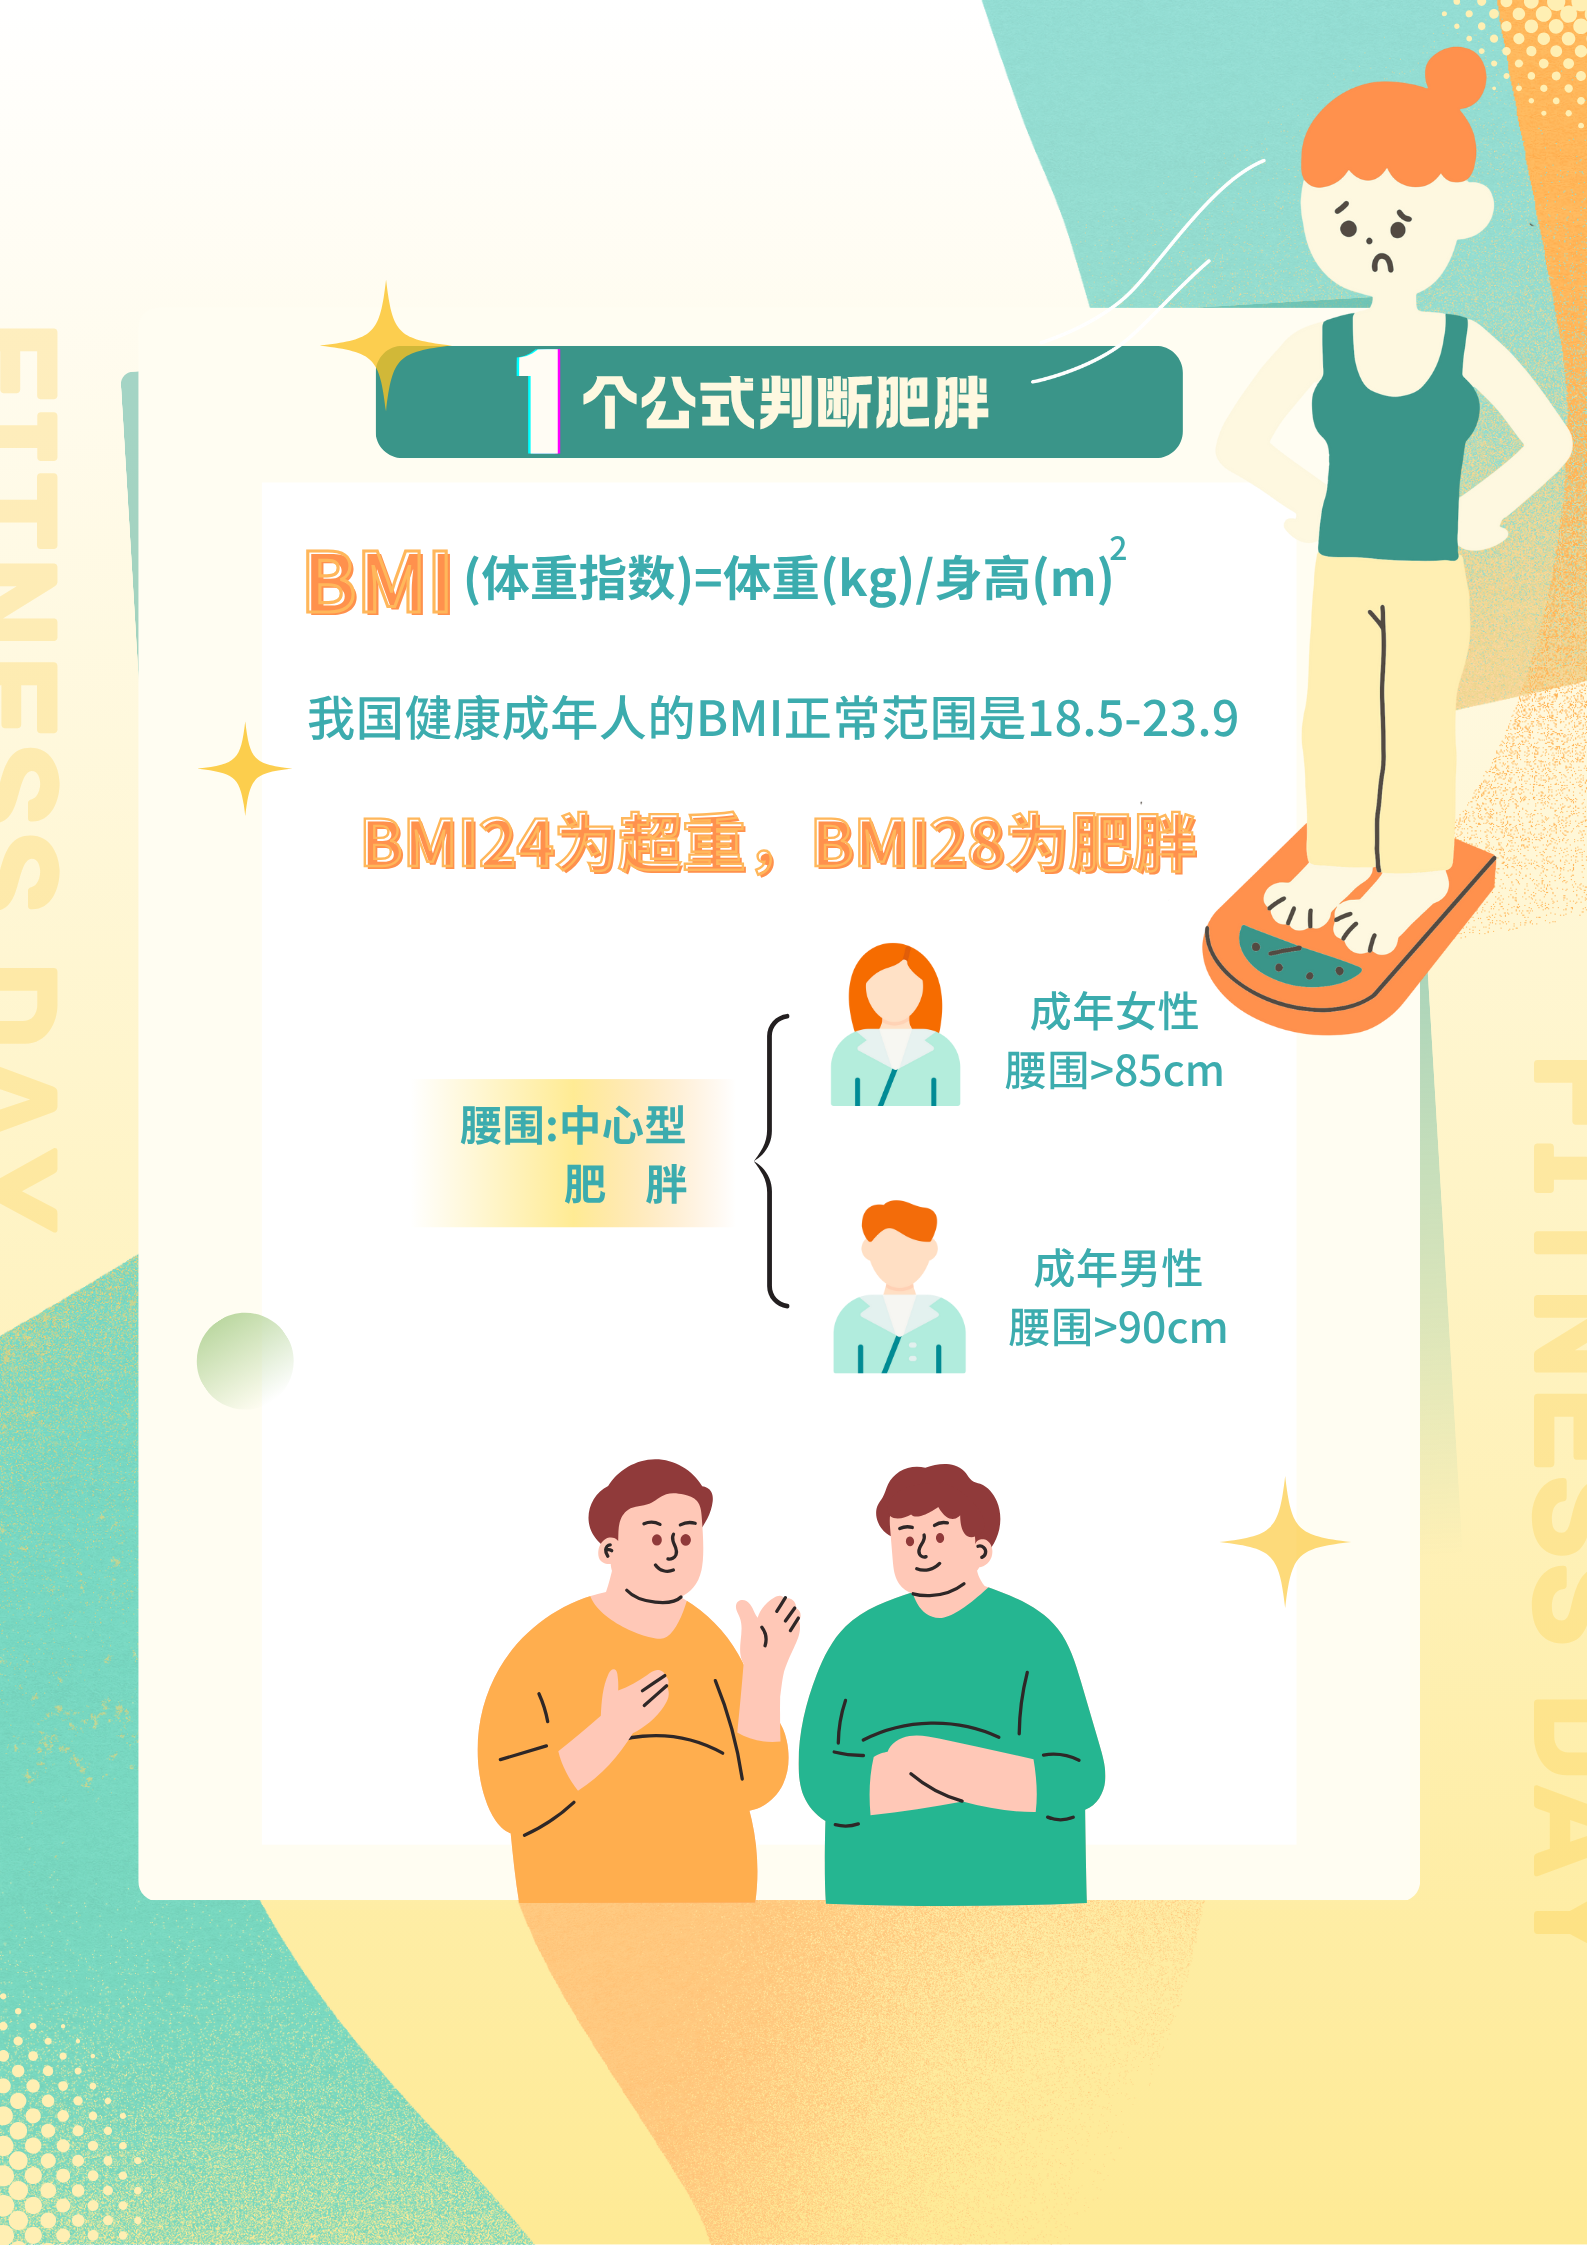 1个公式判断肥胖
BMI(体重指数)=体重(kg)/身高(m)²
我国健康成年人的BMI正常范围是18.5-23.9
BMI24为超重，BMI28为肥胖
腰围:中心型
肥 胖
成年女性
腰围>85cm
成年男性
腰围>90cm
FITNESS DAY
FITNESS DAY